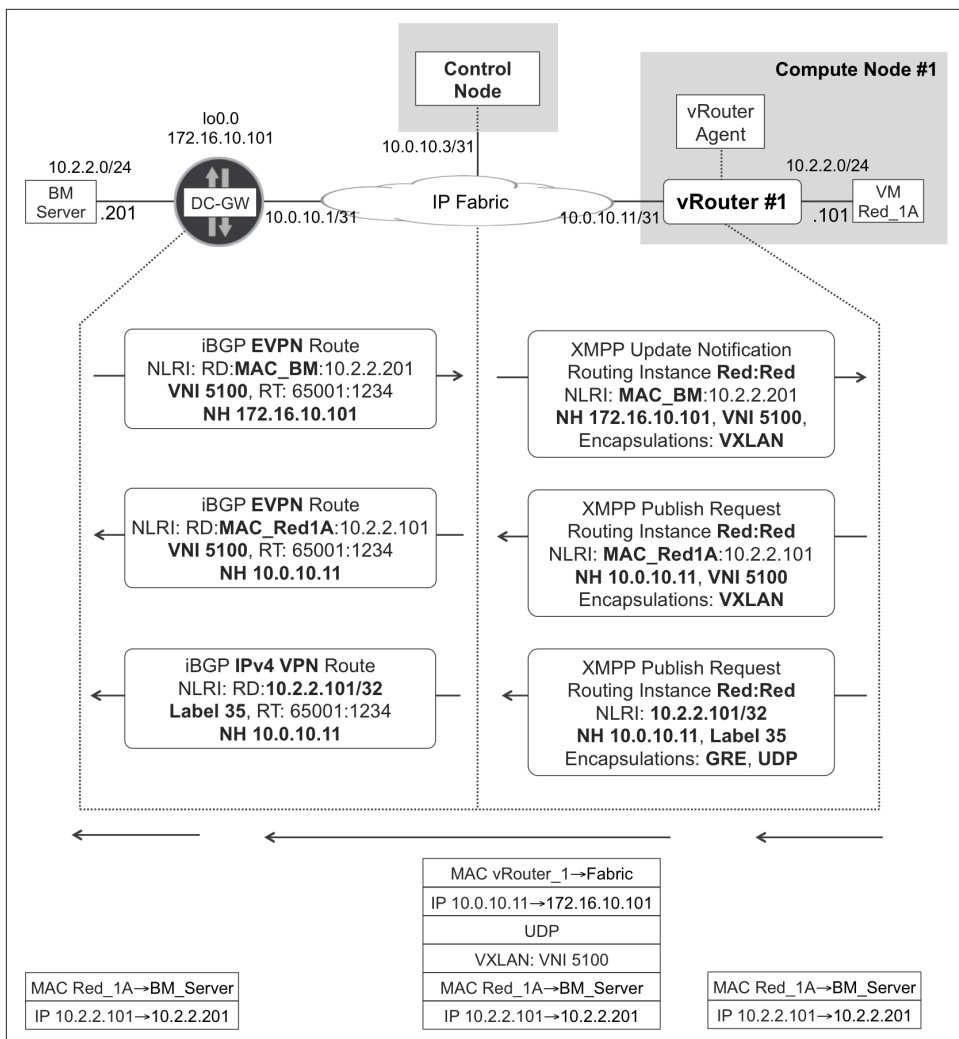 Control
Node
Compute Node #1
lo0.0
172.16.10.101
vRouter
Agent
10.0.10.3/31
10.2.2.0/24
10.2.2.0/24
BM
Server
.201
DC-GW
10.0.10.1/31
IP Fabric
10.0.10.11/31
vRouter #1
.101
VM
Red_1A
iBGP EVPN Route
NLRI: RD:MAC_BM:10.2.2.201
VNI 5100, RT: 65001:1234
NH 172.16.10.101
XMPP Update Notification
Routing Instance Red:Red
NLRI: MAC_BM:10.2.2.201
NH 172.16.10.101, VNI 5100,
Encapsulations: VXLAN
iBGP EVPN Route
NLRI: RD:MAC_Red1A:10.2.2.101
VNI 5100, RT: 65001:1234
NH 10.0.10.11
XMPP Publish Request
Routing Instance Red:Red
NLRI: MAC_Red1A:10.2.2.101
NH 10.0.10.11, VNI 5100
Encapsulations: VXLAN
iBGP IPv4 VPN Route
NLRI: RD:10.2.2.101/32
Label 35, RT: 65001:1234
NH 10.0.10.11
XMPP Publish Request
Routing Instance Red:Red
NLRI: 10.2.2.101/32
NH 10.0.10.11, Label 35
Encapsulations: GRE, UDP
MAC vRouter_1→Fabric
IP 10.0.10.11→172.16.10.101
UDP
VXLAN: VNI 5100
MAC Red_1A→BM_Server
IP 10.2.2.101→10.2.2.201
MAC Red_1A→BM_Server
IP 10.2.2.101→10.2.2.201
MAC Red_1A→BM_Server
IP 10.2.2.101→10.2.2.201